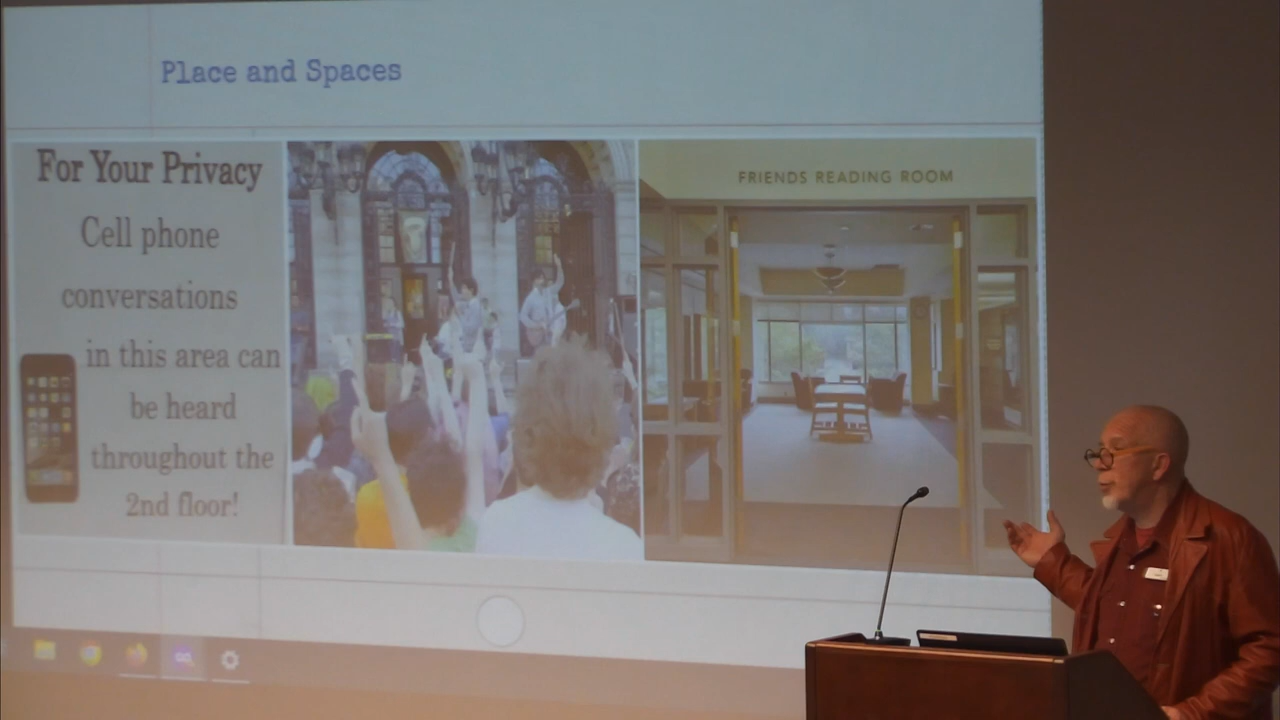 Place and Spaces
For Your Privacy
Cell phone
conversations
in this area can
be heard
throughout the
2nd floor!
FRIENDS READING ROOM